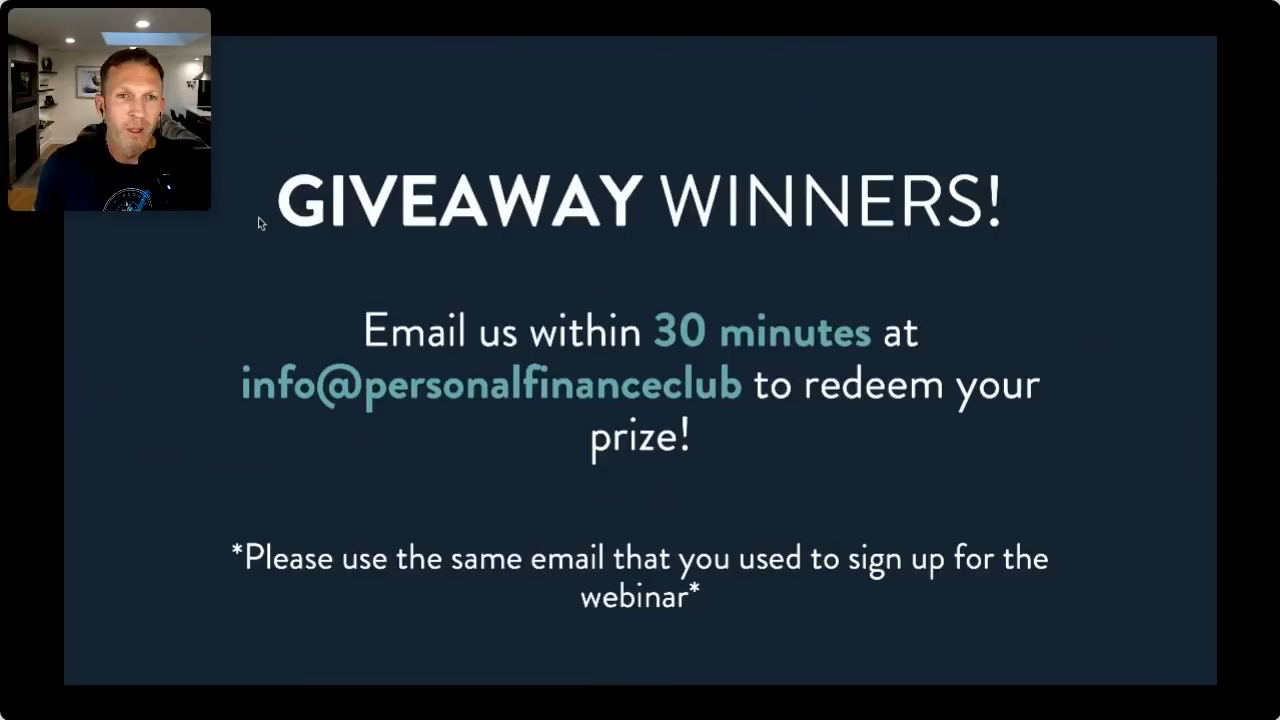 GIVEAWAY WINNERS!
Email us within 30 minutes at
info@personalfinanceclub to redeem your
prize!
*Please use the same email that you used to sign up for the
webinar*